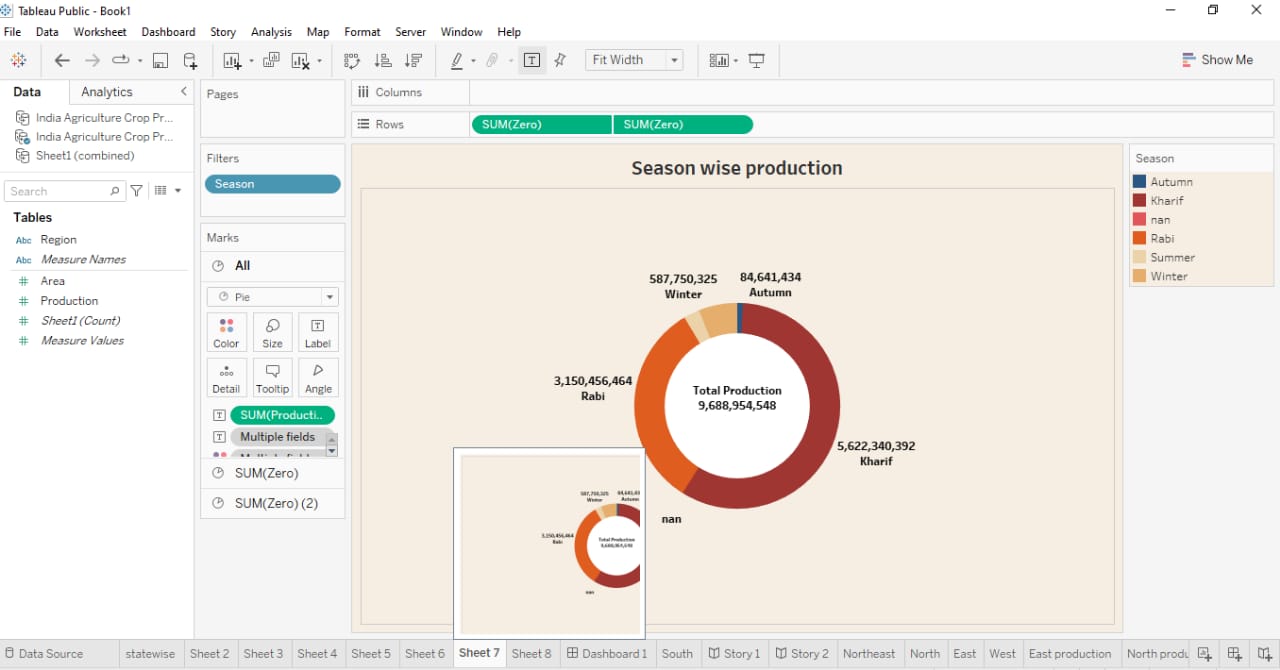 Tableau Public - Book1
File Data Worksheet Dashboard Story Analysis Map Format Server Window Help
Fit Width
Show Me
Data Analytics
India Agriculture Crop Pr...
India Agriculture Crop Pr...
Sheet1 (combined)
Search
Tables
Abc Region
Abc Measure Names
Area
Production
Sheet1 (Count)
Measure Values
Pages
Filters
Season
Marks
All
Pie
Color Size Label
Detail Tooltip Angle
SUM(Producti..
Multiple fields
SUM(Zero)
SUM(Zero) (2)
Columns
Rows SUM(Zero) SUM(Zero)
Season wise production
587,750,325
Winter
84,641,434
Autumn
3,150,456,464
Rabi
Total Production
9,688,954,548
5,622,340,392
Kharif
nan
587,750,325
Winter
Autumn
3,150,456,464
Rabi
Total Production
9,688,954,548
nan
Season
Autumn
Kharif
nan
Rabi
Summer
Winter
Data Source statewise Sheet 2 Sheet 3 Sheet 4 Sheet 5 Sheet 6 Sheet 7 Sheet 8 Dashboard 1 South Story 1 Story 2 Northeast North East West East production North produ